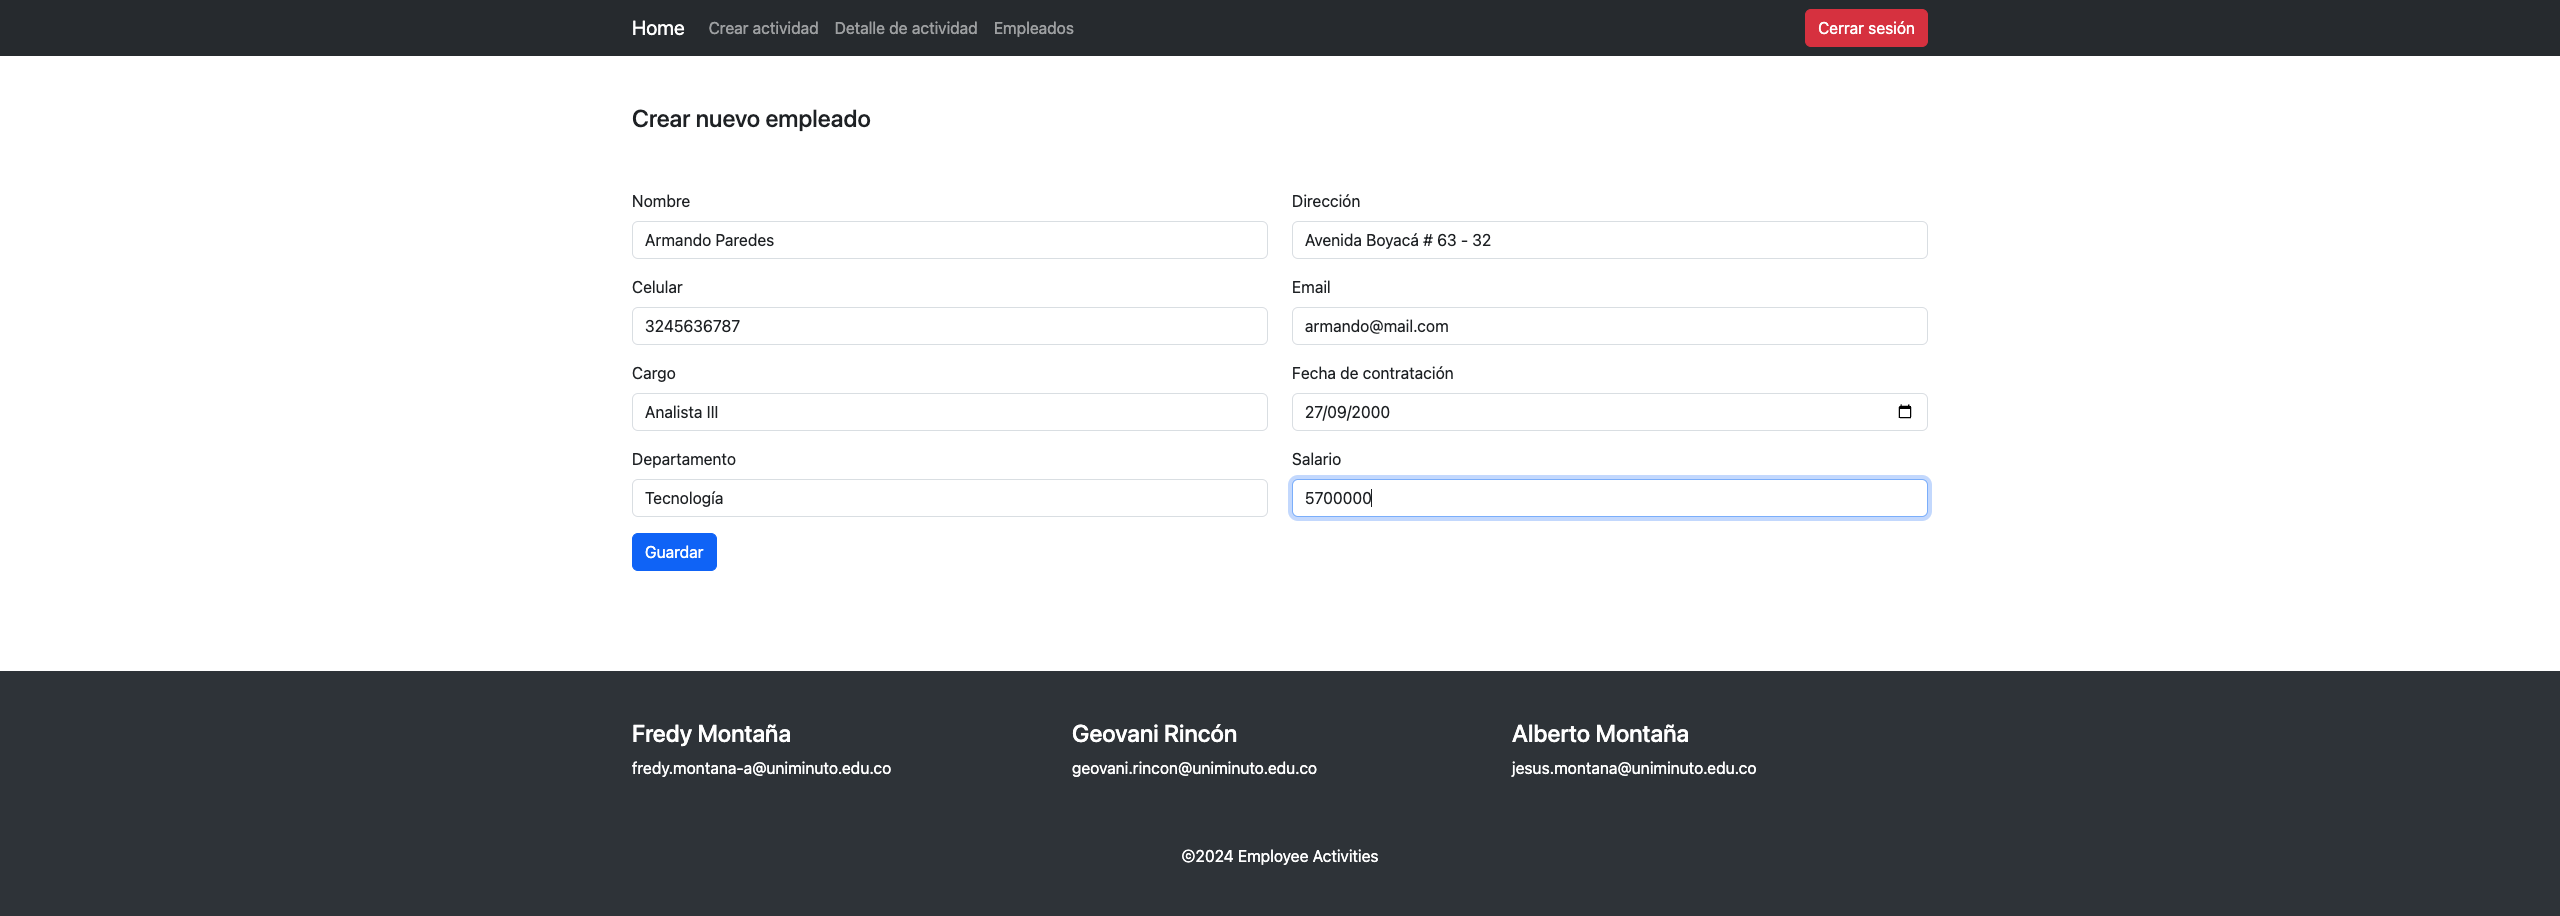 Home Crear actividad Detalle de actividad Empleados Cerrar sesión
Crear nuevo empleado
Nombre Dirección
Armando Paredes Avenida Boyacá # 63 - 32
Celular Email
3245636787 armando@mail.com
Cargo Fecha de contratación
Analista III 27/09/2000
Departamento Salario
Tecnología 5700000
Guardar
Fredy Montaña Geovani Rincón Alberto Montaña
fredy.montana-a@uniminuto.edu.co geovani.rincon@uniminuto.edu.co jesus.montana@uniminuto.edu.co
©2024 Employee Activities